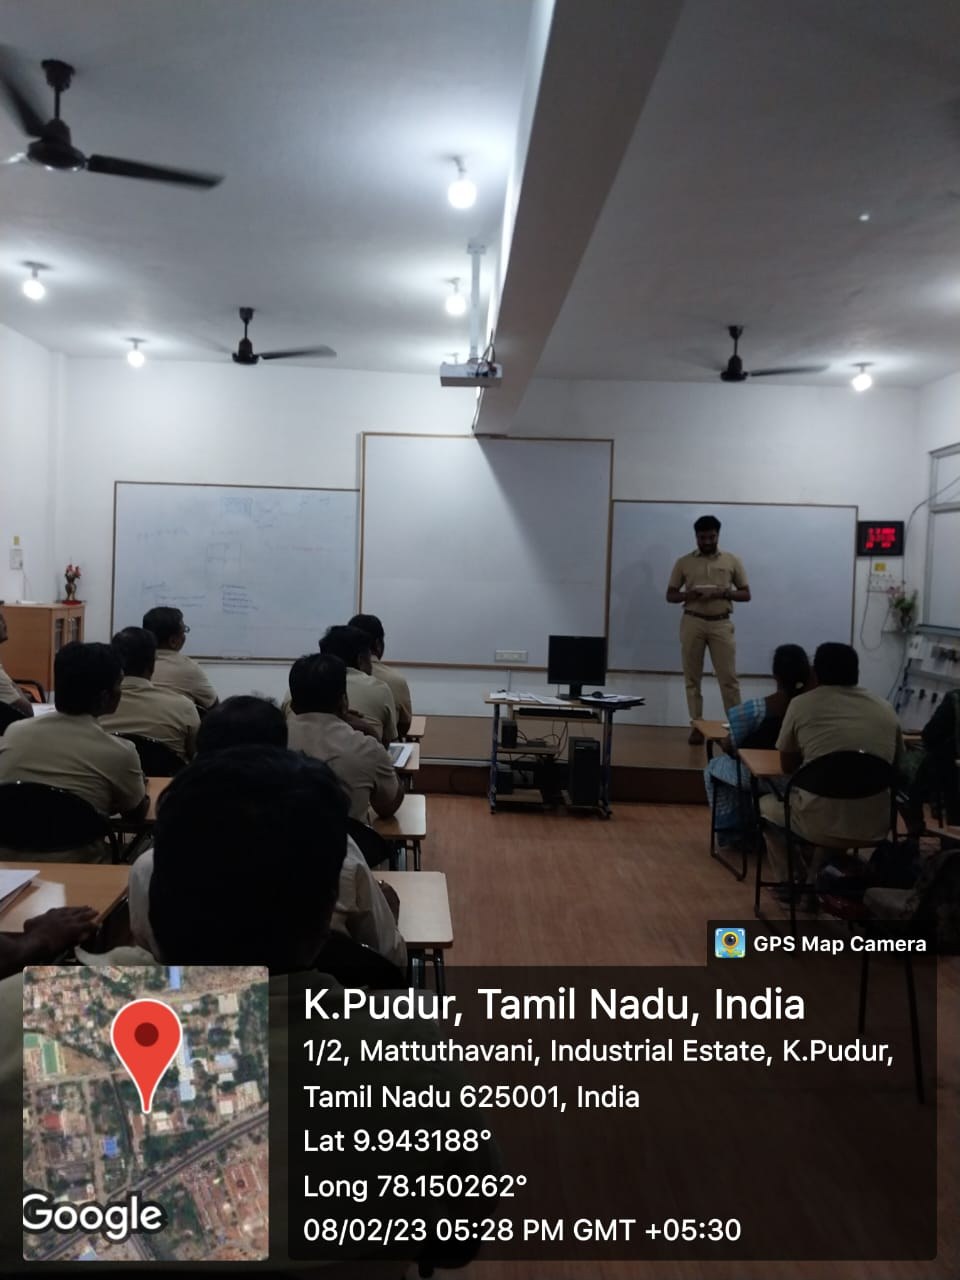 GPS Map Camera
K.Pudur, Tamil Nadu, India
1/2, Mattuthavani, Industrial Estate, K.Pudur,
Tamil Nadu 625001, India
Lat 9.943188°
Long 78.150262°
08/02/23 05:28 PM GMT +05:30
Google